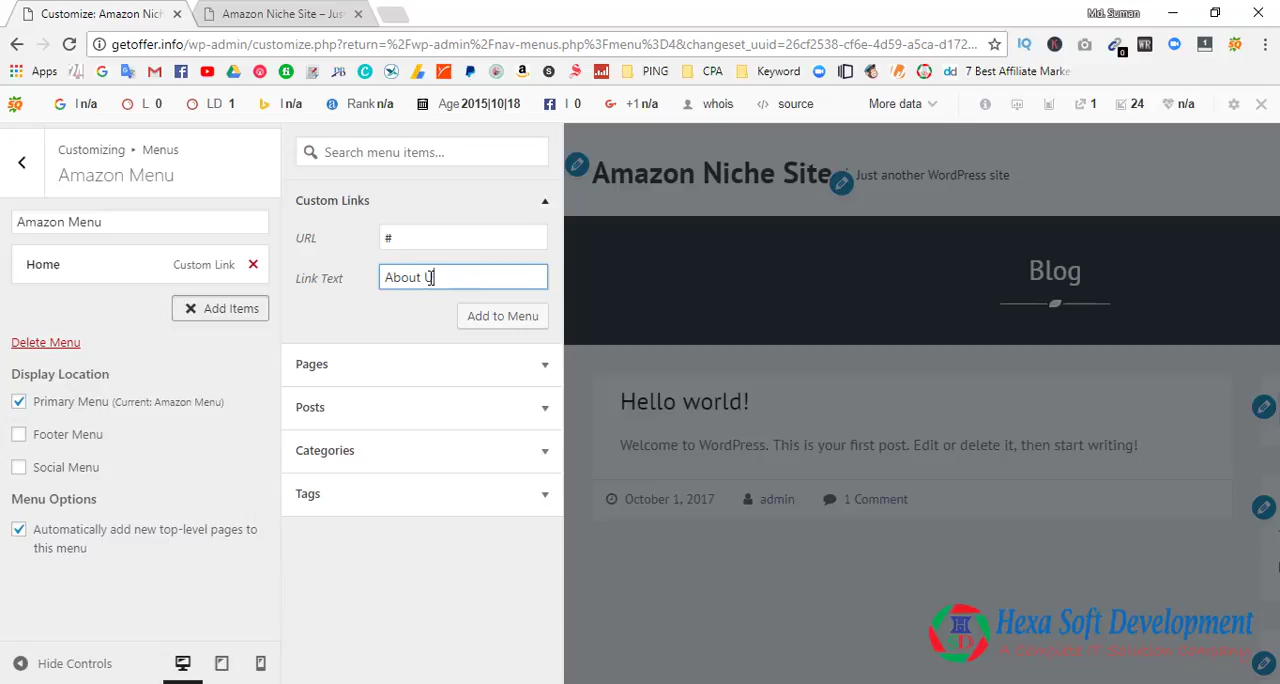 Customize: Amazon Nich
Amazon Niche Site – Jus
Md. Suman
getoffer.info/wp-admin/customize.php?return=%2Fwp-admin%2Fnav-menus.php%3Fmenu%3D4&changeset_uuid=26cf2538-cf6e-4d59-a5ca-d172...
Apps
PING
CPA
Keyword
dd 7 Best Affiliate Marke
I n/a
L 0
LD 1
I n/a
Rank n/a
Age 2015|10|18
I 0
+1 n/a
whois
source
More data
1
24
n/a
Customizing ▸ Menus
Amazon Menu
Amazon Menu
Home
Custom Link
Add Items
Delete Menu
Display Location
Primary Menu (Current: Amazon Menu)
Footer Menu
Social Menu
Menu Options
Automatically add new top-level pages to
this menu
Hide Controls
Search menu items...
Custom Links
URL
#
Link Text
About U
Add to Menu
Pages
Posts
Categories
Tags
Amazon Niche Site
Just another WordPress site
Blog
Hello world!
Welcome to WordPress. This is your first post. Edit or delete it, then start writing!
October 1, 2017
admin
1 Comment
Hexa Soft Development
A Complete IT Solution Company